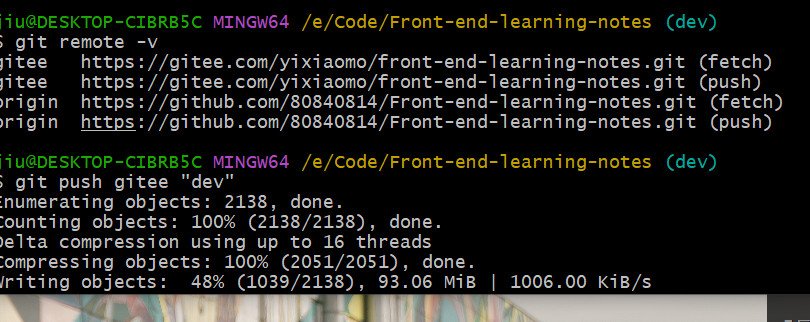 jiu@DESKTOP-CIBRB5C MINGW64 /e/Code/Front-end-learning-notes (dev)
$ git remote -v
gitee   https://gitee.com/yixiaomo/front-end-learning-notes.git (fetch)
gitee   https://gitee.com/yixiaomo/front-end-learning-notes.git (push)
origin  https://github.com/80840814/Front-end-learning-notes.git (fetch)
origin  https://github.com/80840814/Front-end-learning-notes.git (push)
jiu@DESKTOP-CIBRB5C MINGW64 /e/Code/Front-end-learning-notes (dev)
$ git push gitee "dev"
Enumerating objects: 2138, done.
Counting objects: 100% (2138/2138), done.
Delta compression using up to 16 threads
Compressing objects: 100% (2051/2051), done.
Writing objects:  48% (1039/2138), 93.06 MiB | 1006.00 KiB/s